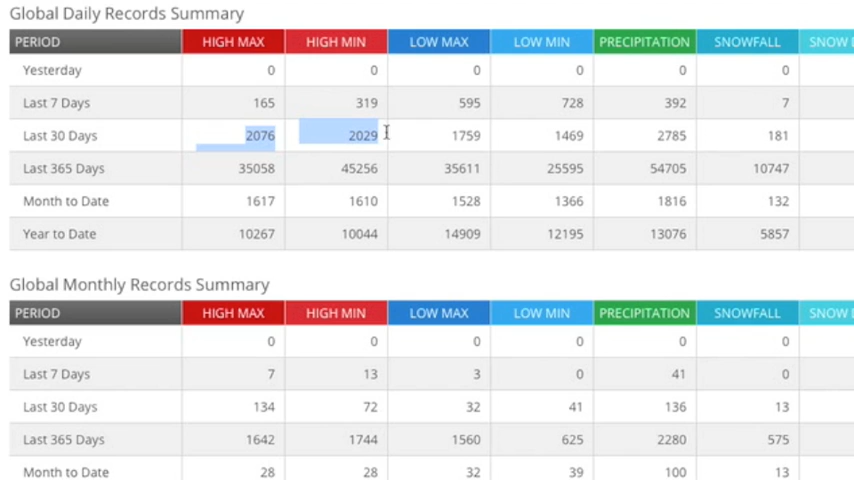 Global Daily Records Summary
PERIOD HIGH MAX HIGH MIN LOW MAX LOW MIN PRECIPITATION SNOWFALL SNOW
Yesterday 0 0 0 0 0 0
Last 7 Days 165 319 595 728 392 7
Last 30 Days 2076 2029 1759 1469 2785 181
Last 365 Days 35058 45256 35611 25595 54705 10747
Month to Date 1617 1610 1528 1366 1816 132
Year to Date 10267 10044 14909 12195 13076 5857
Global Monthly Records Summary
PERIOD HIGH MAX HIGH MIN LOW MAX LOW MIN PRECIPITATION SNOWFALL SNOW
Yesterday 0 0 0 0 0 0
Last 7 Days 7 13 3 0 41 0
Last 30 Days 134 72 32 41 136 13
Last 365 Days 1642 1744 1560 625 2280 575
Month to Date 28 28 32 39 100 13